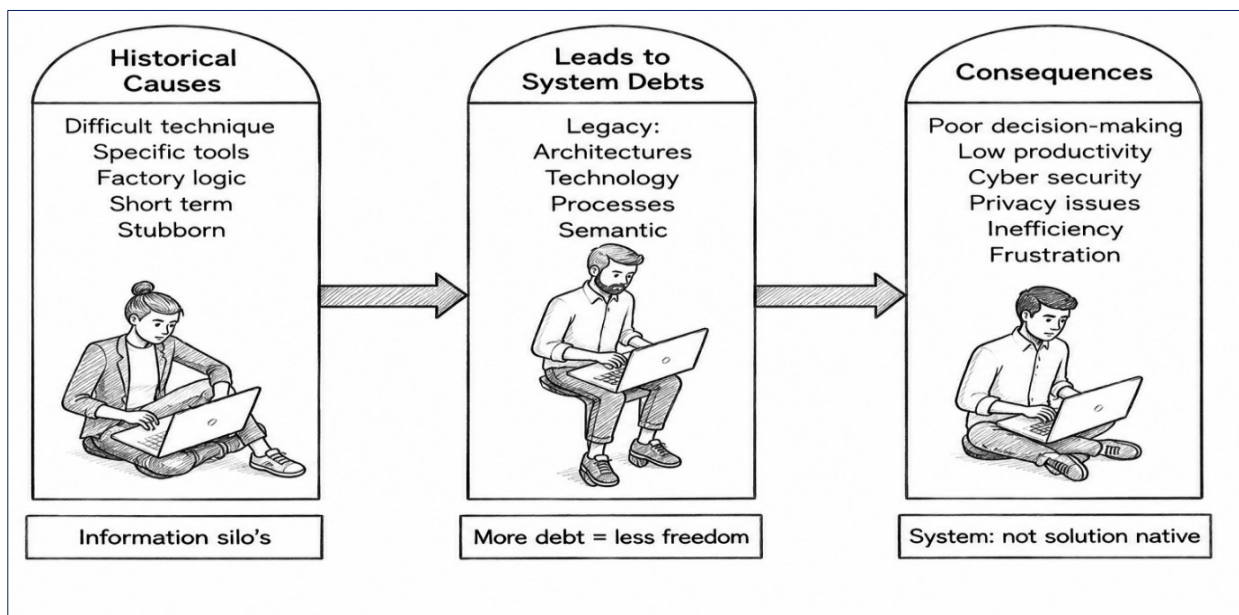 Historical
Causes
Difficult technique
Specific tools
Factory logic
Short term
Stubborn
Information silo's
Leads to
System Debts
Legacy:
Architectures
Technology
Processes
Semantic
More debt = less freedom
Consequences
Poor decision-making
Low productivity
Cyber security
Privacy issues
Inefficiency
Frustration
System: not solution native